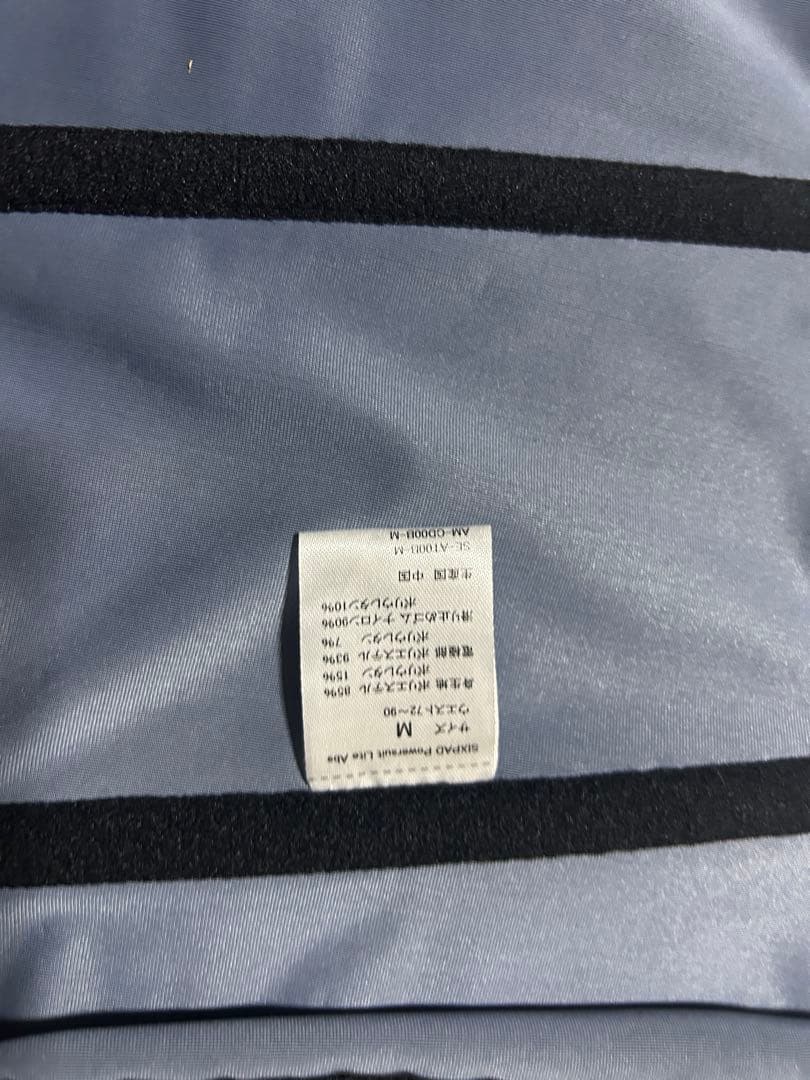 SIXPAD Powersuit Lite Abs
サイズ M
ウエスト72～90
身生地 ポリエステル 85%
ポリウレタン 15%
電極部 ポリエステル 93%
ポリウレタン 7%
滑り止めゴム ナイロン90%
ポリウレタン10%
生産国 中国
SE-AT00B-M
AM-CD00B-M